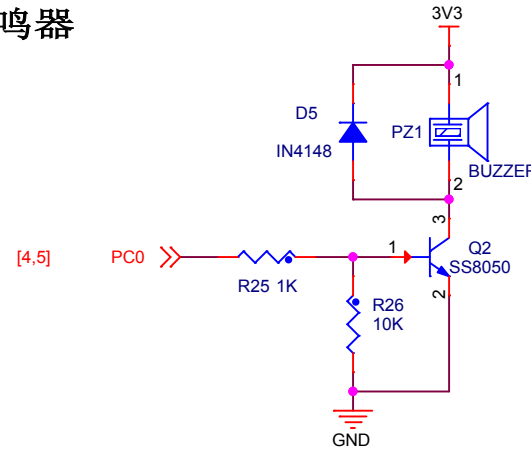 鸣器
3V3
1
D5
PZ1
IN4148
BUZZER
2
3
[4,5]
PC0
1
Q2
SS8050
R25 1K
2
R26
10K
GND